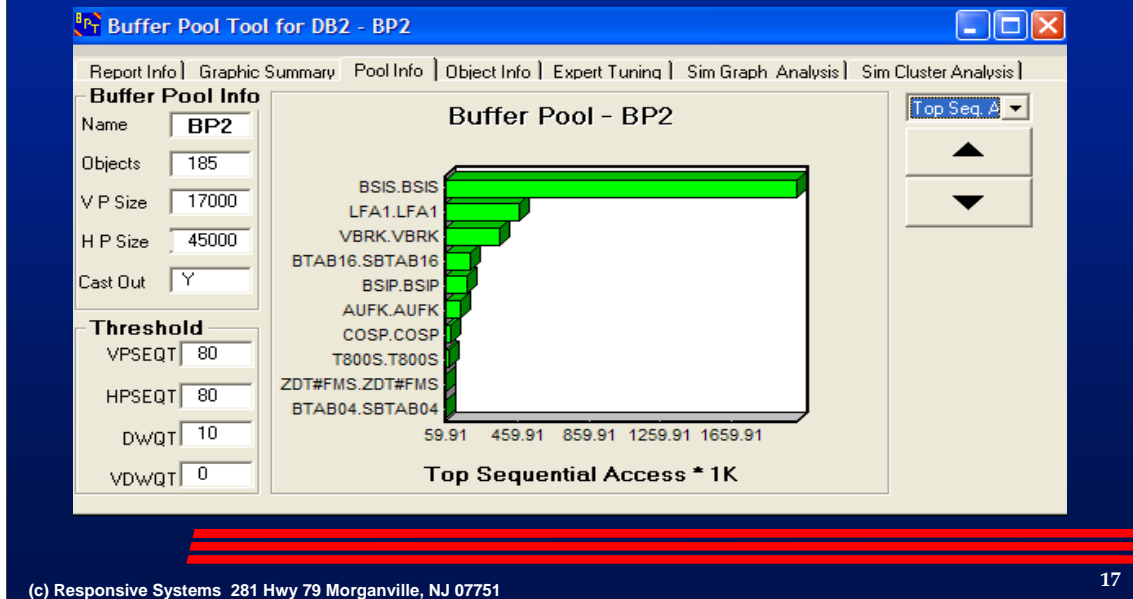 BPT Buffer Pool Tool for DB2 - BP2
Report Info Graphic Summary Pool Info Object Info Expert Tuning Sim Graph Analysis Sim Cluster Analysis
Buffer Pool Info
Name BP2
Objects 185
V P Size 17000
H P Size 45000
Cast Out Y
Threshold
VPSEQT 80
HPSEQT 80
DWQT 10
VDWQT 0
Buffer Pool - BP2
BSIS.BSIS
LFA1.LFA1
VBRK.VBRK
BTAB16.SBTAB16
BSIP.BSIP
AUFK.AUFK
COSP.COSP
T800S.T800S
ZDT#FMS.ZDT#FMS
BTAB04.SBTAB04
59.91 459.91 859.91 1259.91 1659.91
Top Sequential Access * 1K
Top Seq. A
(c) Responsive Systems 281 Hwy 79 Morganville, NJ 07751
17